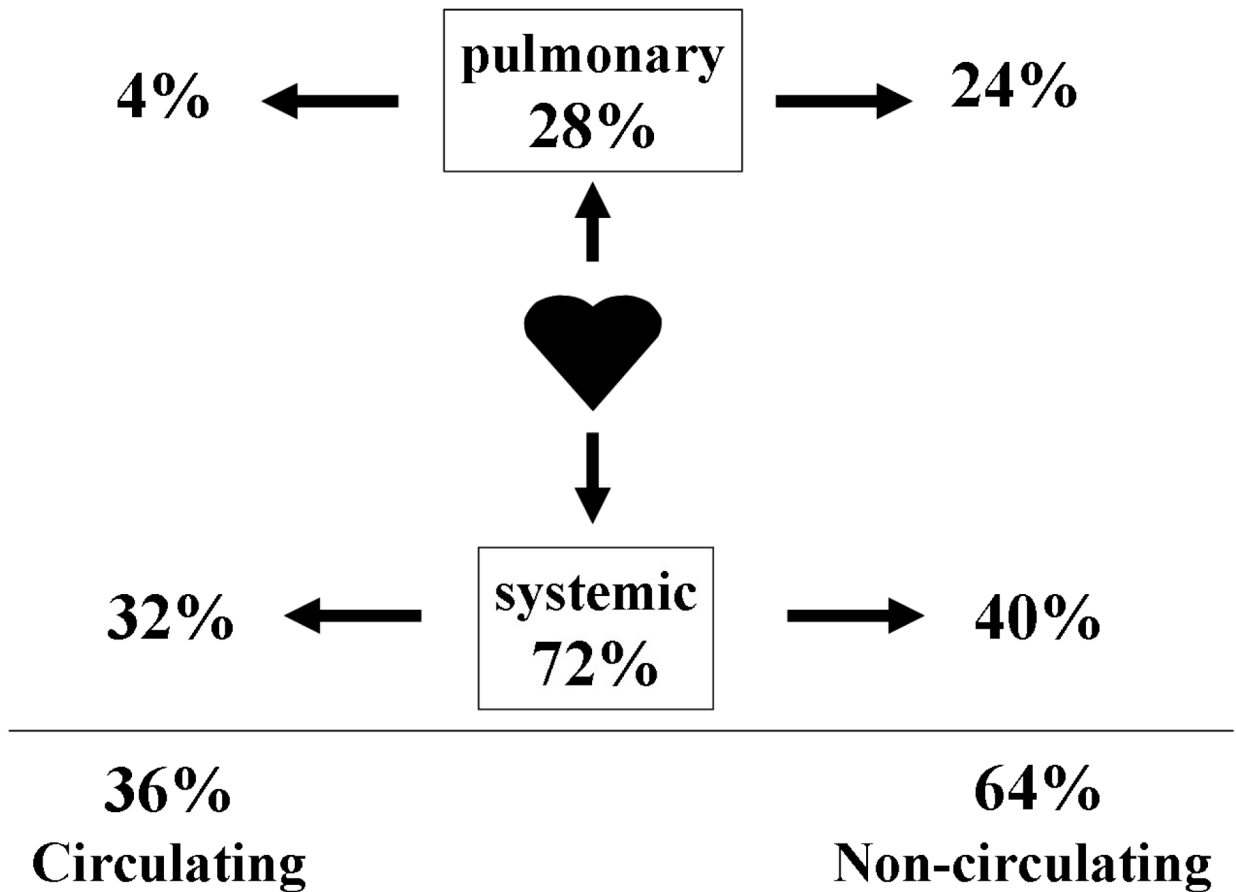 pulmonary
28%
4%
24%
systemic
72%
32%
40%
36%
64%
Circulating
Non-circulating